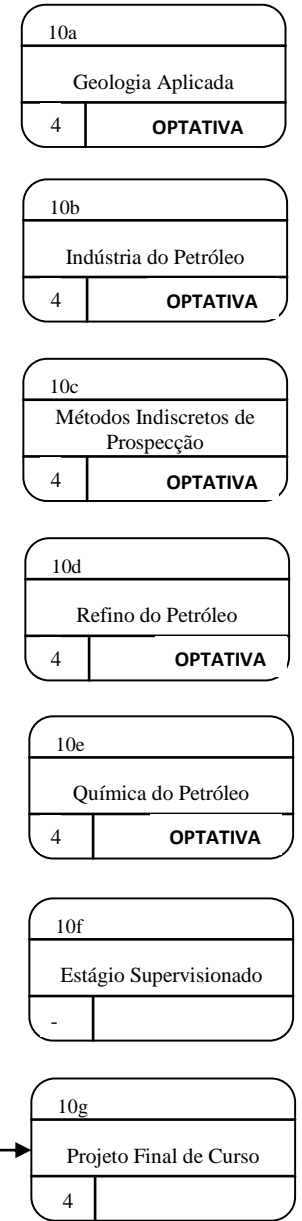 10a
Geologia Aplicada
4 OPTATIVA
10b
Indústria do Petróleo
4 OPTATIVA
10c
Métodos Indiscretos de
Prospecção
4 OPTATIVA
10d
Refino do Petróleo
4 OPTATIVA
10e
Química do Petróleo
4 OPTATIVA
10f
Estágio Supervisionado
-
10g
Projeto Final de Curso
4